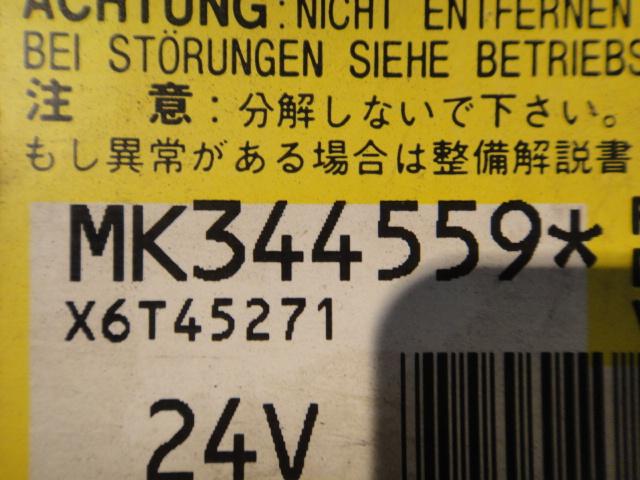 ACHTUNG: NICHT ENTFERNEN
BEI STÖRUNGEN SIEHE BETRIEBS
注 意：分解しないで下さい。
もし異常がある場合は整備解説書
MK344559*
X6T45271
24V